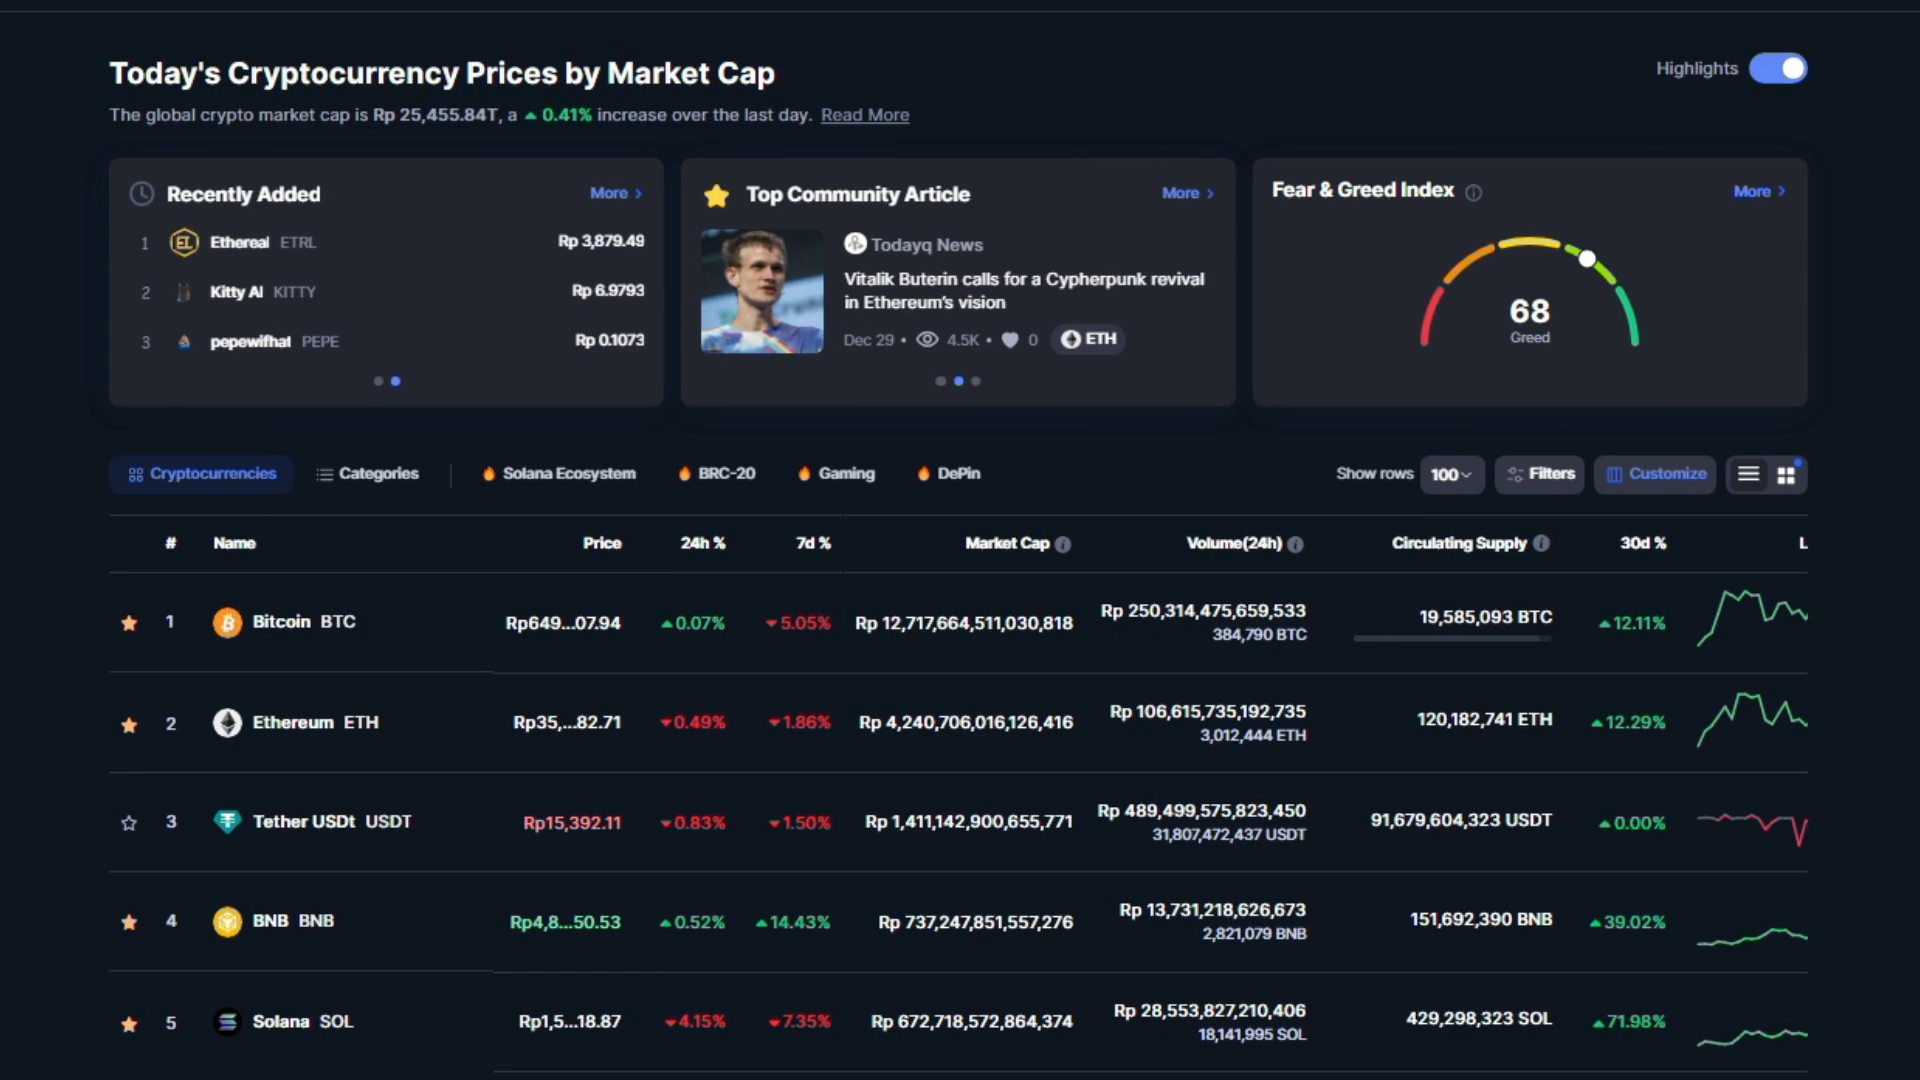 Today's Cryptocurrency Prices by Market Cap
Highlights
The global crypto market cap is Rp 25,455.84T, a 0.41% increase over the last day. Read More
Recently Added
More >
1 Ethereal ETRL Rp 3,879.49
2 Kitty AI KITTY Rp 6.9793
3 pepewifhat PEPE Rp 0.1073
Top Community Article
More >
Todayq News
Vitalik Buterin calls for a Cypherpunk revival
in Ethereum's vision
Dec 29 • 4.5K • 0 ETH
Fear & Greed Index
More >
68
Greed
Cryptocurrencies Categories Solana Ecosystem BRC-20 Gaming DePin Show rows 100 Filters Customize
# Name Price 24h % 7d % Market Cap Volume(24h) Circulating Supply 30d % L
1 Bitcoin BTC Rp649...07.94 0.07% 5.05% Rp 12,717,664,511,030,818 Rp 250,314,475,659,533 19,585,093 BTC 12.11%
384,790 BTC
2 Ethereum ETH Rp35,...82.71 0.49% 1.86% Rp 4,240,706,016,126,416 Rp 106,615,735,192,735 120,182,741 ETH 12.29%
3,012,444 ETH
3 Tether USDt USDT Rp15,392.11 0.83% 1.50% Rp 1,411,142,900,655,771 Rp 489,499,575,823,450 91,679,604,323 USDT 0.00%
31,807,472,437 USDT
4 BNB BNB Rp4,8...50.53 0.52% 14.43% Rp 737,247,851,557,276 Rp 13,731,218,626,673 151,692,390 BNB 39.02%
2,821,079 BNB
5 Solana SOL Rp1,5...18.87 4.15% 7.35% Rp 672,718,572,864,374 Rp 28,553,827,210,406 429,298,323 SOL 71.98%
18,141,995 SOL